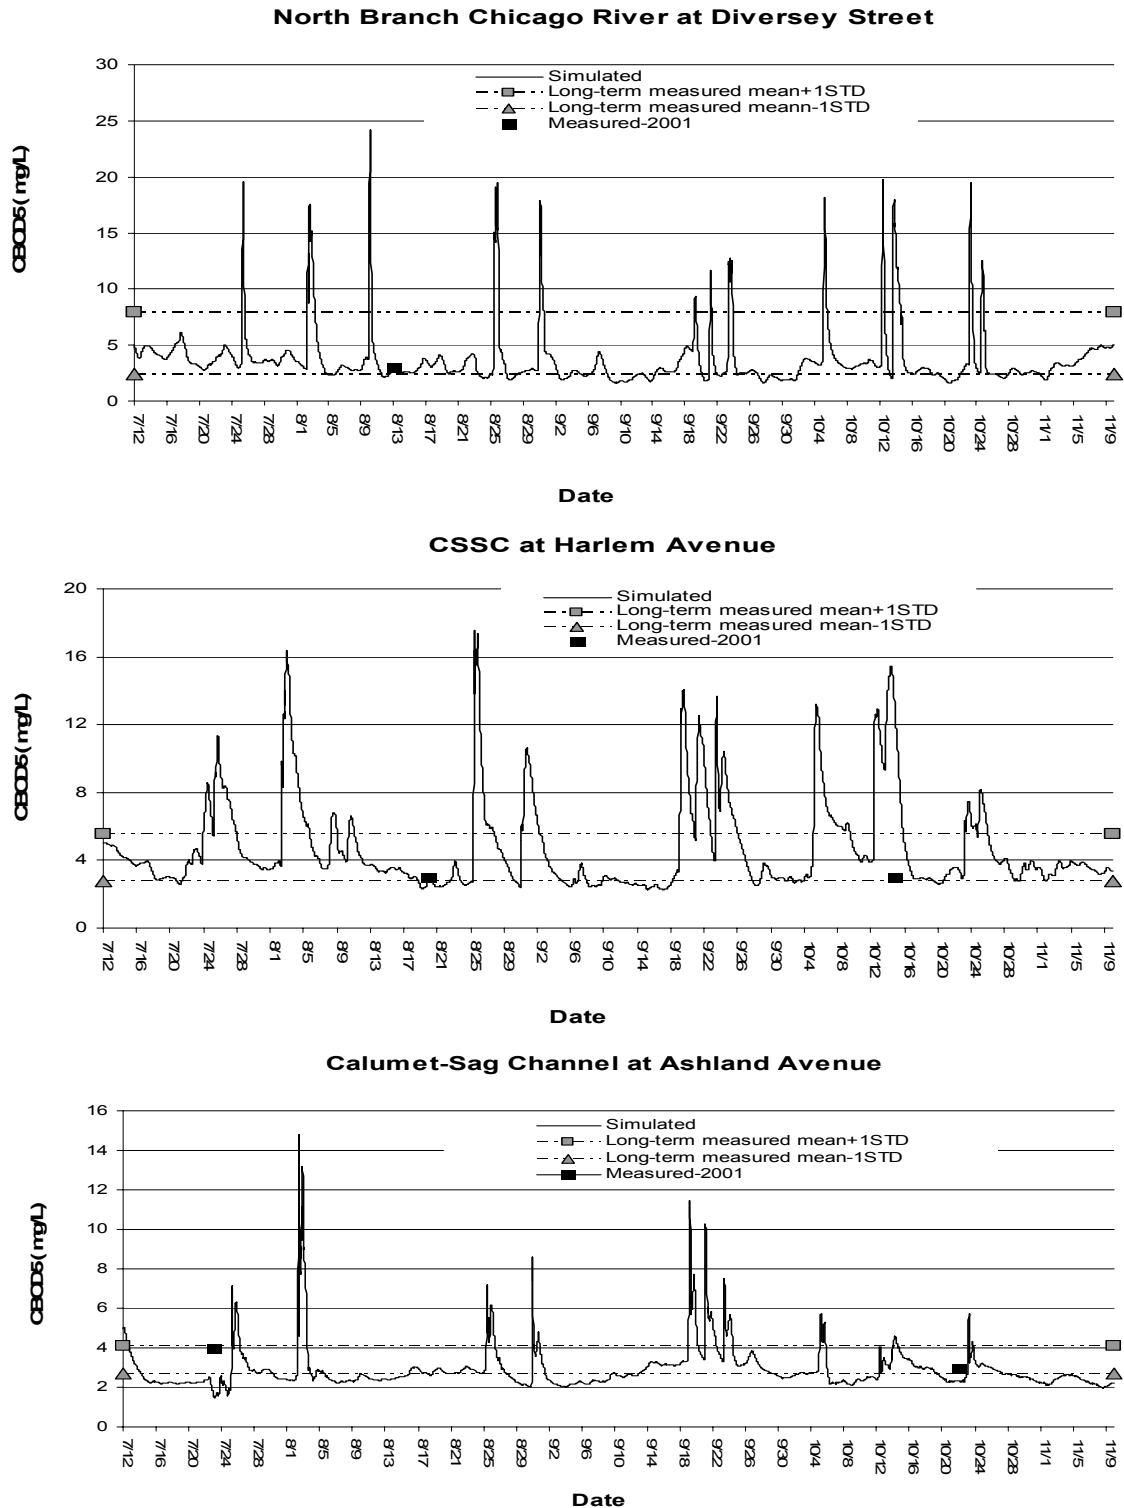 North Branch Chicago River at Diversey Street
30
25
20
15
10
5
0
CBOD5(mg/L)
Simulated
Long-term measured mean+1STD
Long-term measured meann-1STD
Measured-2001
7/12 7/16 7/20 7/24 7/28 8/1 8/5 8/9 8/13 8/17 8/21 8/25 8/29 9/2 9/6 9/10 9/14 9/18 9/22 9/26 9/30 10/4 10/8 10/12 10/16 10/20 10/24 10/28 11/1 11/5 11/9
Date
CSSC at Harlem Avenue
20
16
12
8
4
0
CBOD5(mg/L)
Simulated
Long-term measured mean+1STD
Long-term measured mean-1STD
Measured-2001
7/12 7/16 7/20 7/24 7/28 8/1 8/5 8/9 8/13 8/17 8/21 8/25 8/29 9/2 9/6 9/10 9/14 9/18 9/22 9/26 9/30 10/4 10/8 10/12 10/16 10/20 10/24 10/28 11/1 11/5 11/9
Date
Calumet-Sag Channel at Ashland Avenue
16
14
12
10
8
6
4
2
0
CBOD5(mg/L)
Simulated
Long-term measured mean+1STD
Long-term measured mean-1STD
Measured-2001
7/12 7/16 7/20 7/24 7/28 8/1 8/5 8/9 8/13 8/17 8/21 8/25 8/29 9/2 9/6 9/10 9/14 9/18 9/22 9/26 9/30 10/4 10/8 10/12 10/16 10/20 10/24 10/28 11/1 11/5 11/9
Date